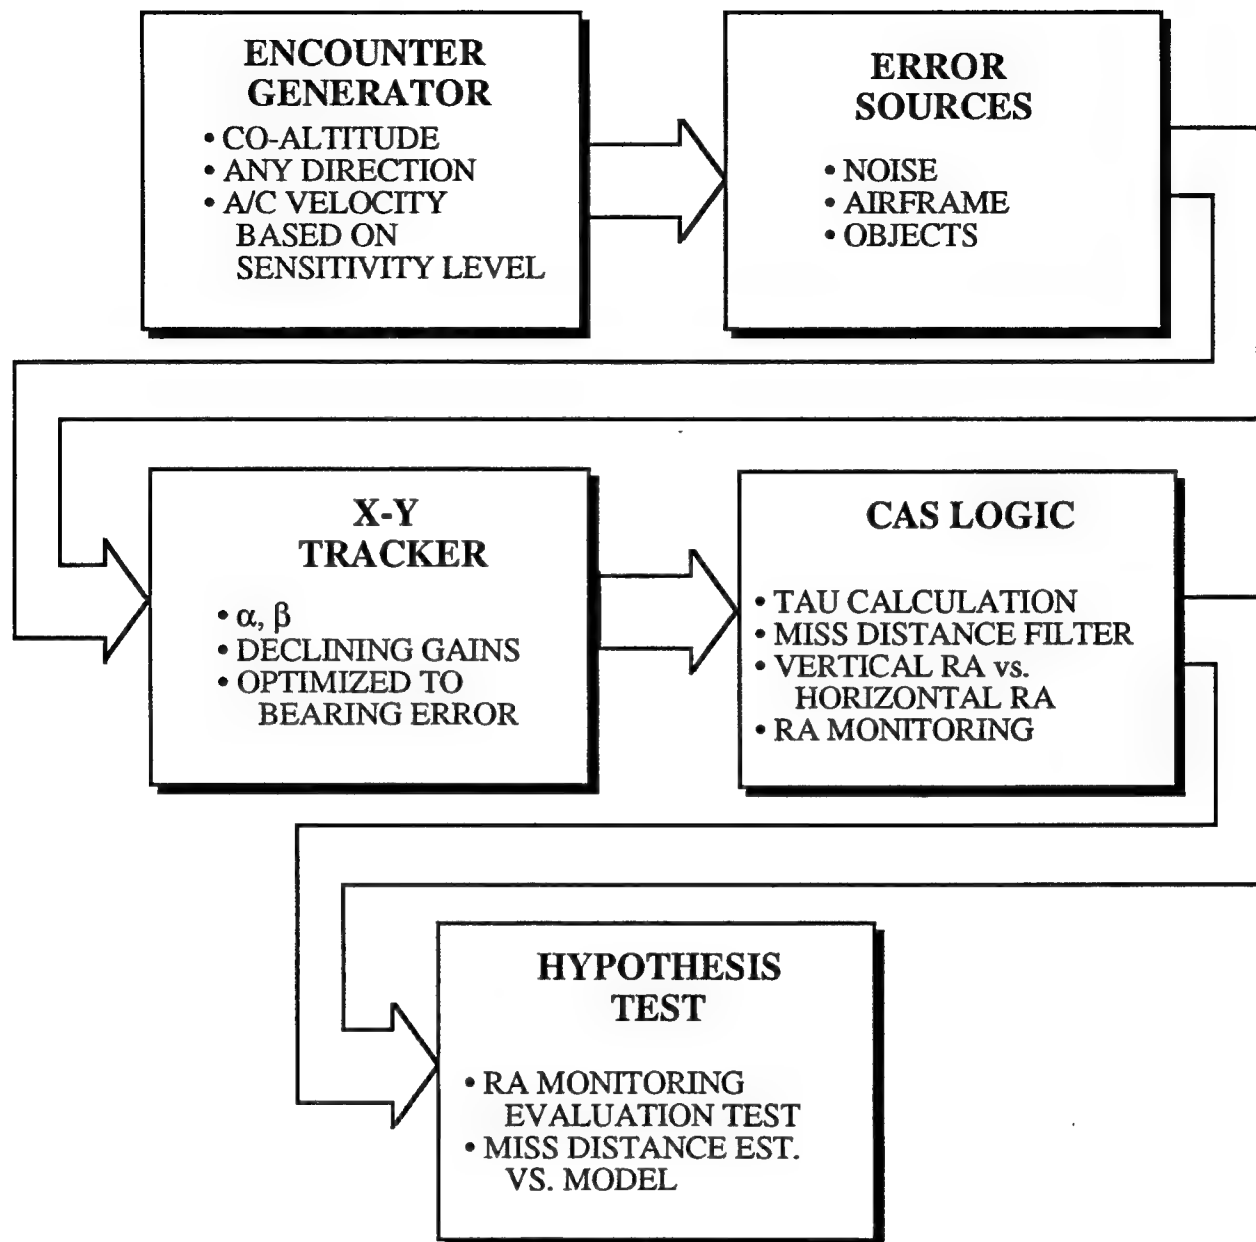 ENCOUNTER
GENERATOR
• CO-ALTITUDE
• ANY DIRECTION
• A/C VELOCITY
BASED ON
SENSITIVITY LEVEL
ERROR
SOURCES
• NOISE
• AIRFRAME
• OBJECTS
X-Y
TRACKER
• α, β
• DECLINING GAINS
• OPTIMIZED TO
BEARING ERROR
CAS LOGIC
• TAU CALCULATION
• MISS DISTANCE FILTER
• VERTICAL RA vs.
HORIZONTAL RA
• RA MONITORING
HYPOTHESIS
TEST
• RA MONITORING
EVALUATION TEST
• MISS DISTANCE EST.
VS. MODEL